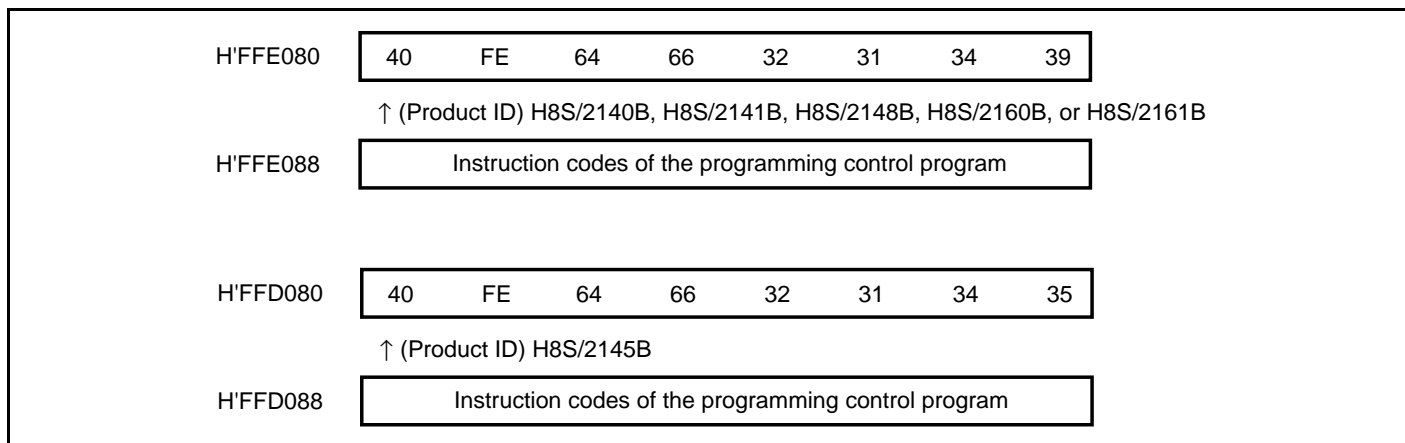 H'FFE080 40 FE 64 66 32 31 34 39
↑ (Product ID) H8S/2140B, H8S/2141B, H8S/2148B, H8S/2160B, or H8S/2161B
H'FFE088 Instruction codes of the programming control program
H'FFD080 40 FE 64 66 32 31 34 35
↑ (Product ID) H8S/2145B
H'FFD088 Instruction codes of the programming control program